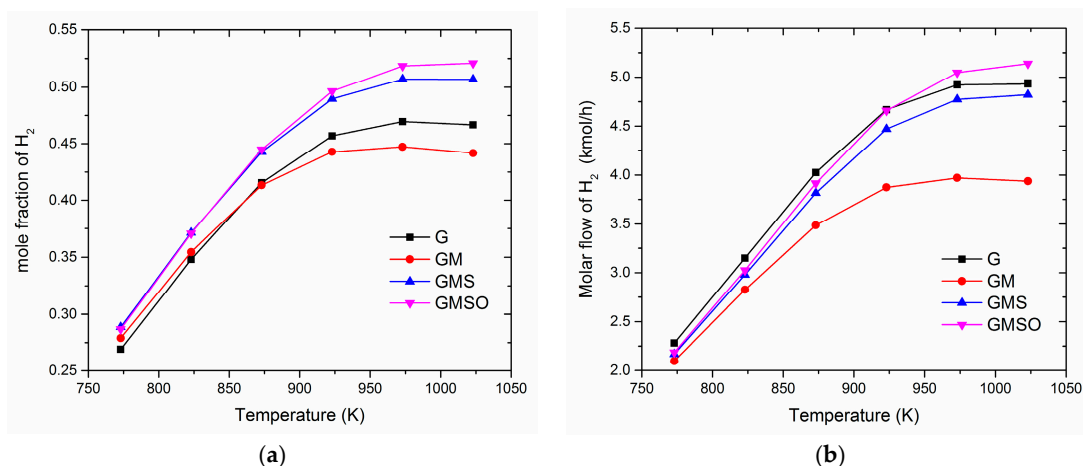 0.55
0.50
0.45
0.40
0.35
0.30
0.25
mole fraction of H₂
750 800 850 900 950 1000 1050
Temperature (K)
G
GM
GMS
GMSO
(a)
5.5
5.0
4.5
4.0
3.5
3.0
2.5
2.0
Molar flow of H₂ (kmol/h)
750 800 850 900 950 1000 1050
Temperature (K)
G
GM
GMS
GMSO
(b)